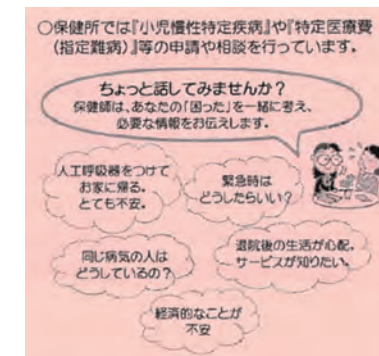 ○保健所では『小児慢性特定疾病』や『特定医療費
(指定難病)』等の申請や相談を行っています。
ちょっと話してみませんか？
保健師は、あなたの「困った」を一緒に考え、
必要な情報をお伝えします。
人工呼吸器をつけて
お家に帰る。
とても不安。
緊急時は
どうしたらいい？
同じ病気の人は
どうしているの？
退院後の生活が心配。
サービスが知りたい。
経済的なことが
不安